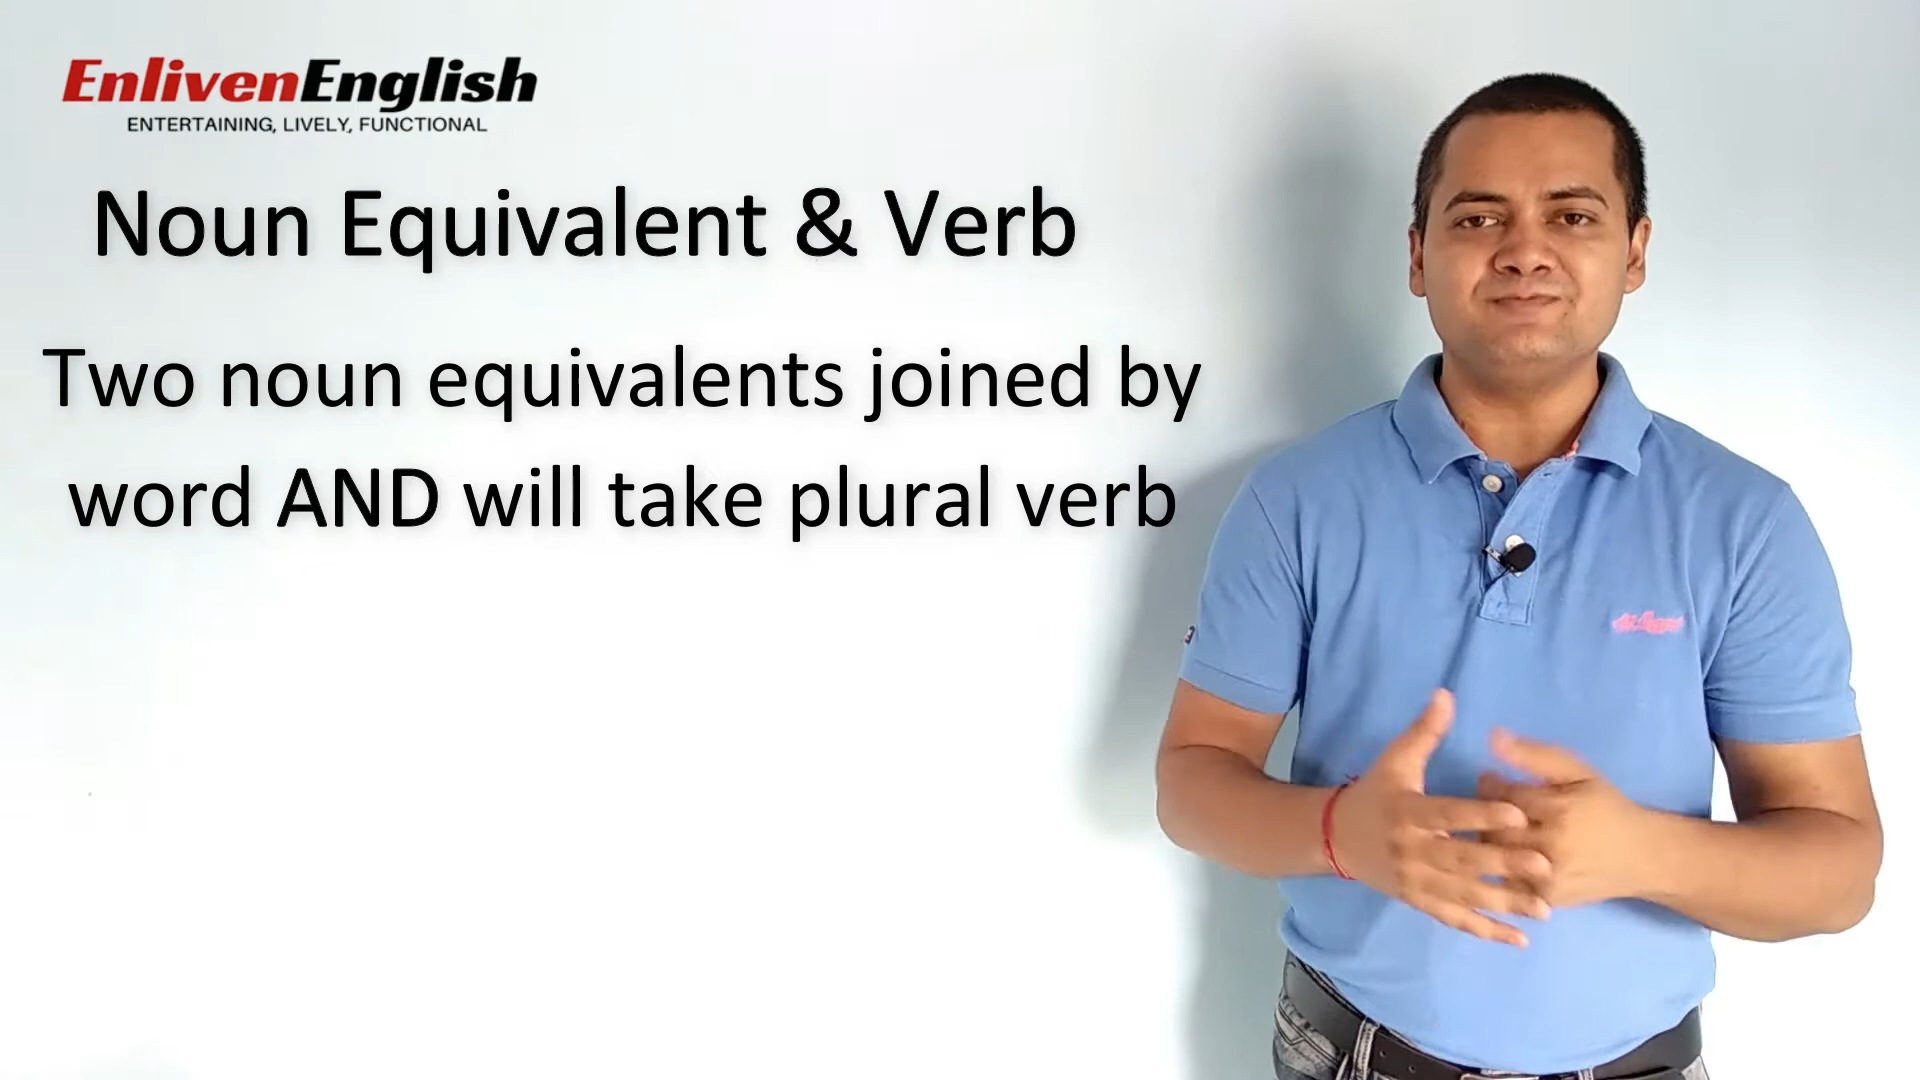 EnlivenEnglish
ENTERTAINING, LIVELY, FUNCTIONAL
Noun Equivalent & Verb
Two noun equivalents joined by
word AND will take plural verb